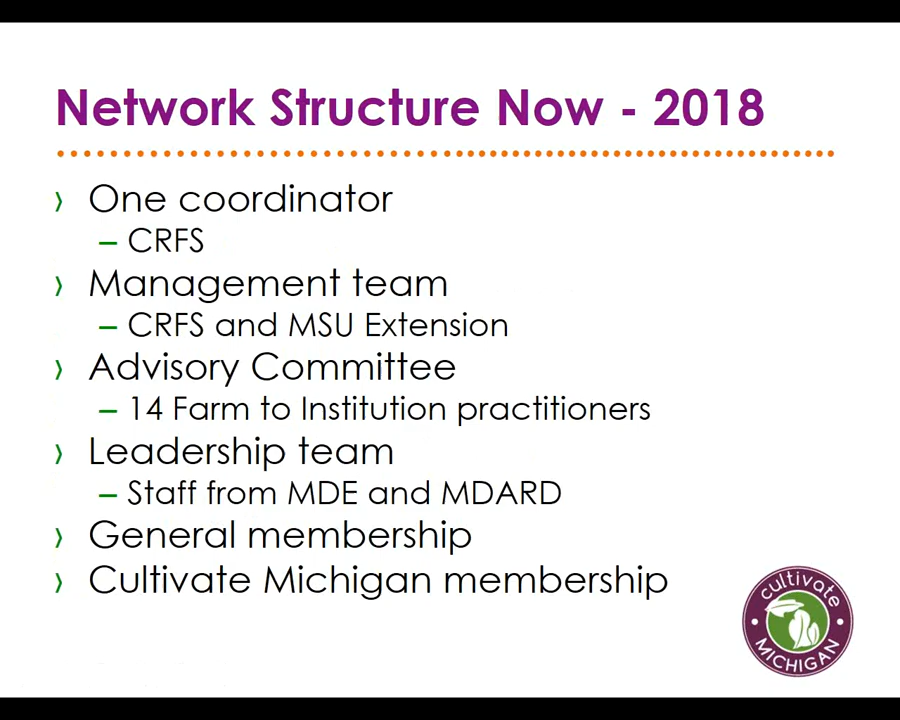 Network Structure Now - 2018
› One coordinator
– CRFS
› Management team
– CRFS and MSU Extension
› Advisory Committee
– 14 Farm to Institution practitioners
› Leadership team
– Staff from MDE and MDARD
› General membership
› Cultivate Michigan membership
cultivate
MICHIGAN